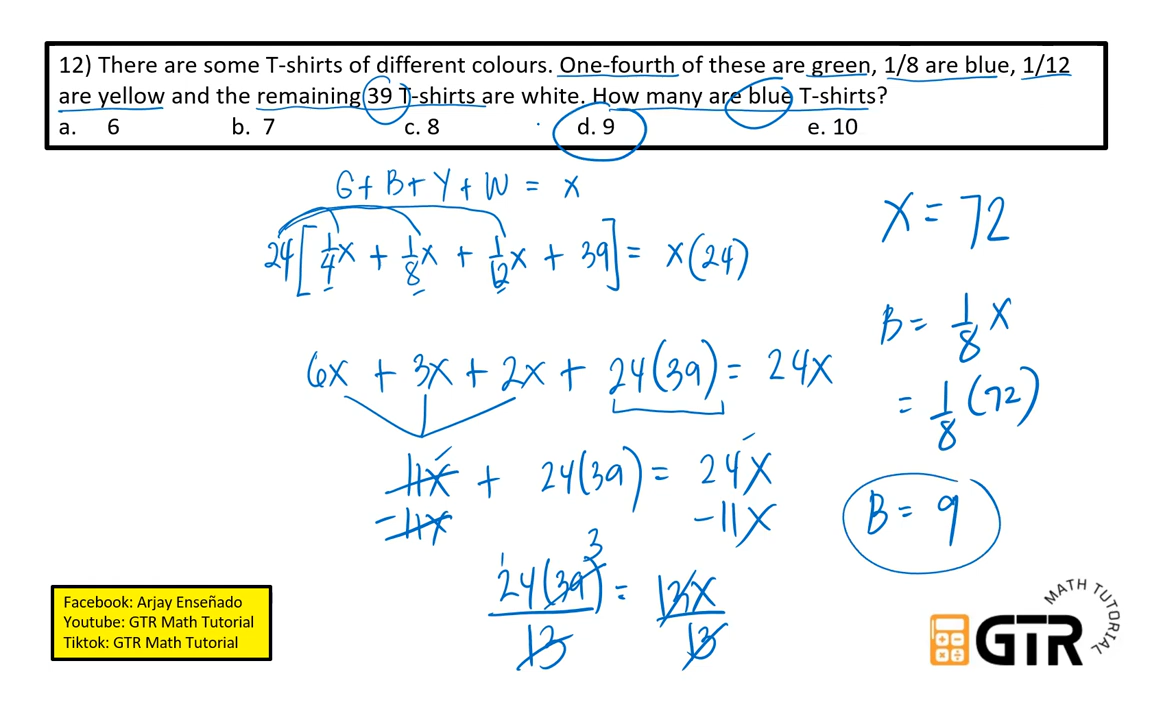 12) There are some T-shirts of different colours. One-fourth of these are green, 1/8 are blue, 1/12
are yellow and the remaining 39 T-shirts are white. How many are blue T-shirts?
a. 6 b. 7 c. 8 d. 9 e. 10
G + B + Y + W = X
24[1/4x + 1/8x + 1/12x + 39] = x(24)
6x + 3x + 2x + 24(39) = 24x
11x + 24(39) = 24x
-11x -11x
1 3
24(39) = 13x
13 13
X = 72
B = 1/8 x
= 1/8 (72)
B = 9
Facebook: Arjay Enseñado
Youtube: GTR Math Tutorial
Tiktok: GTR Math Tutorial
GTR
MATH TUTORIAL